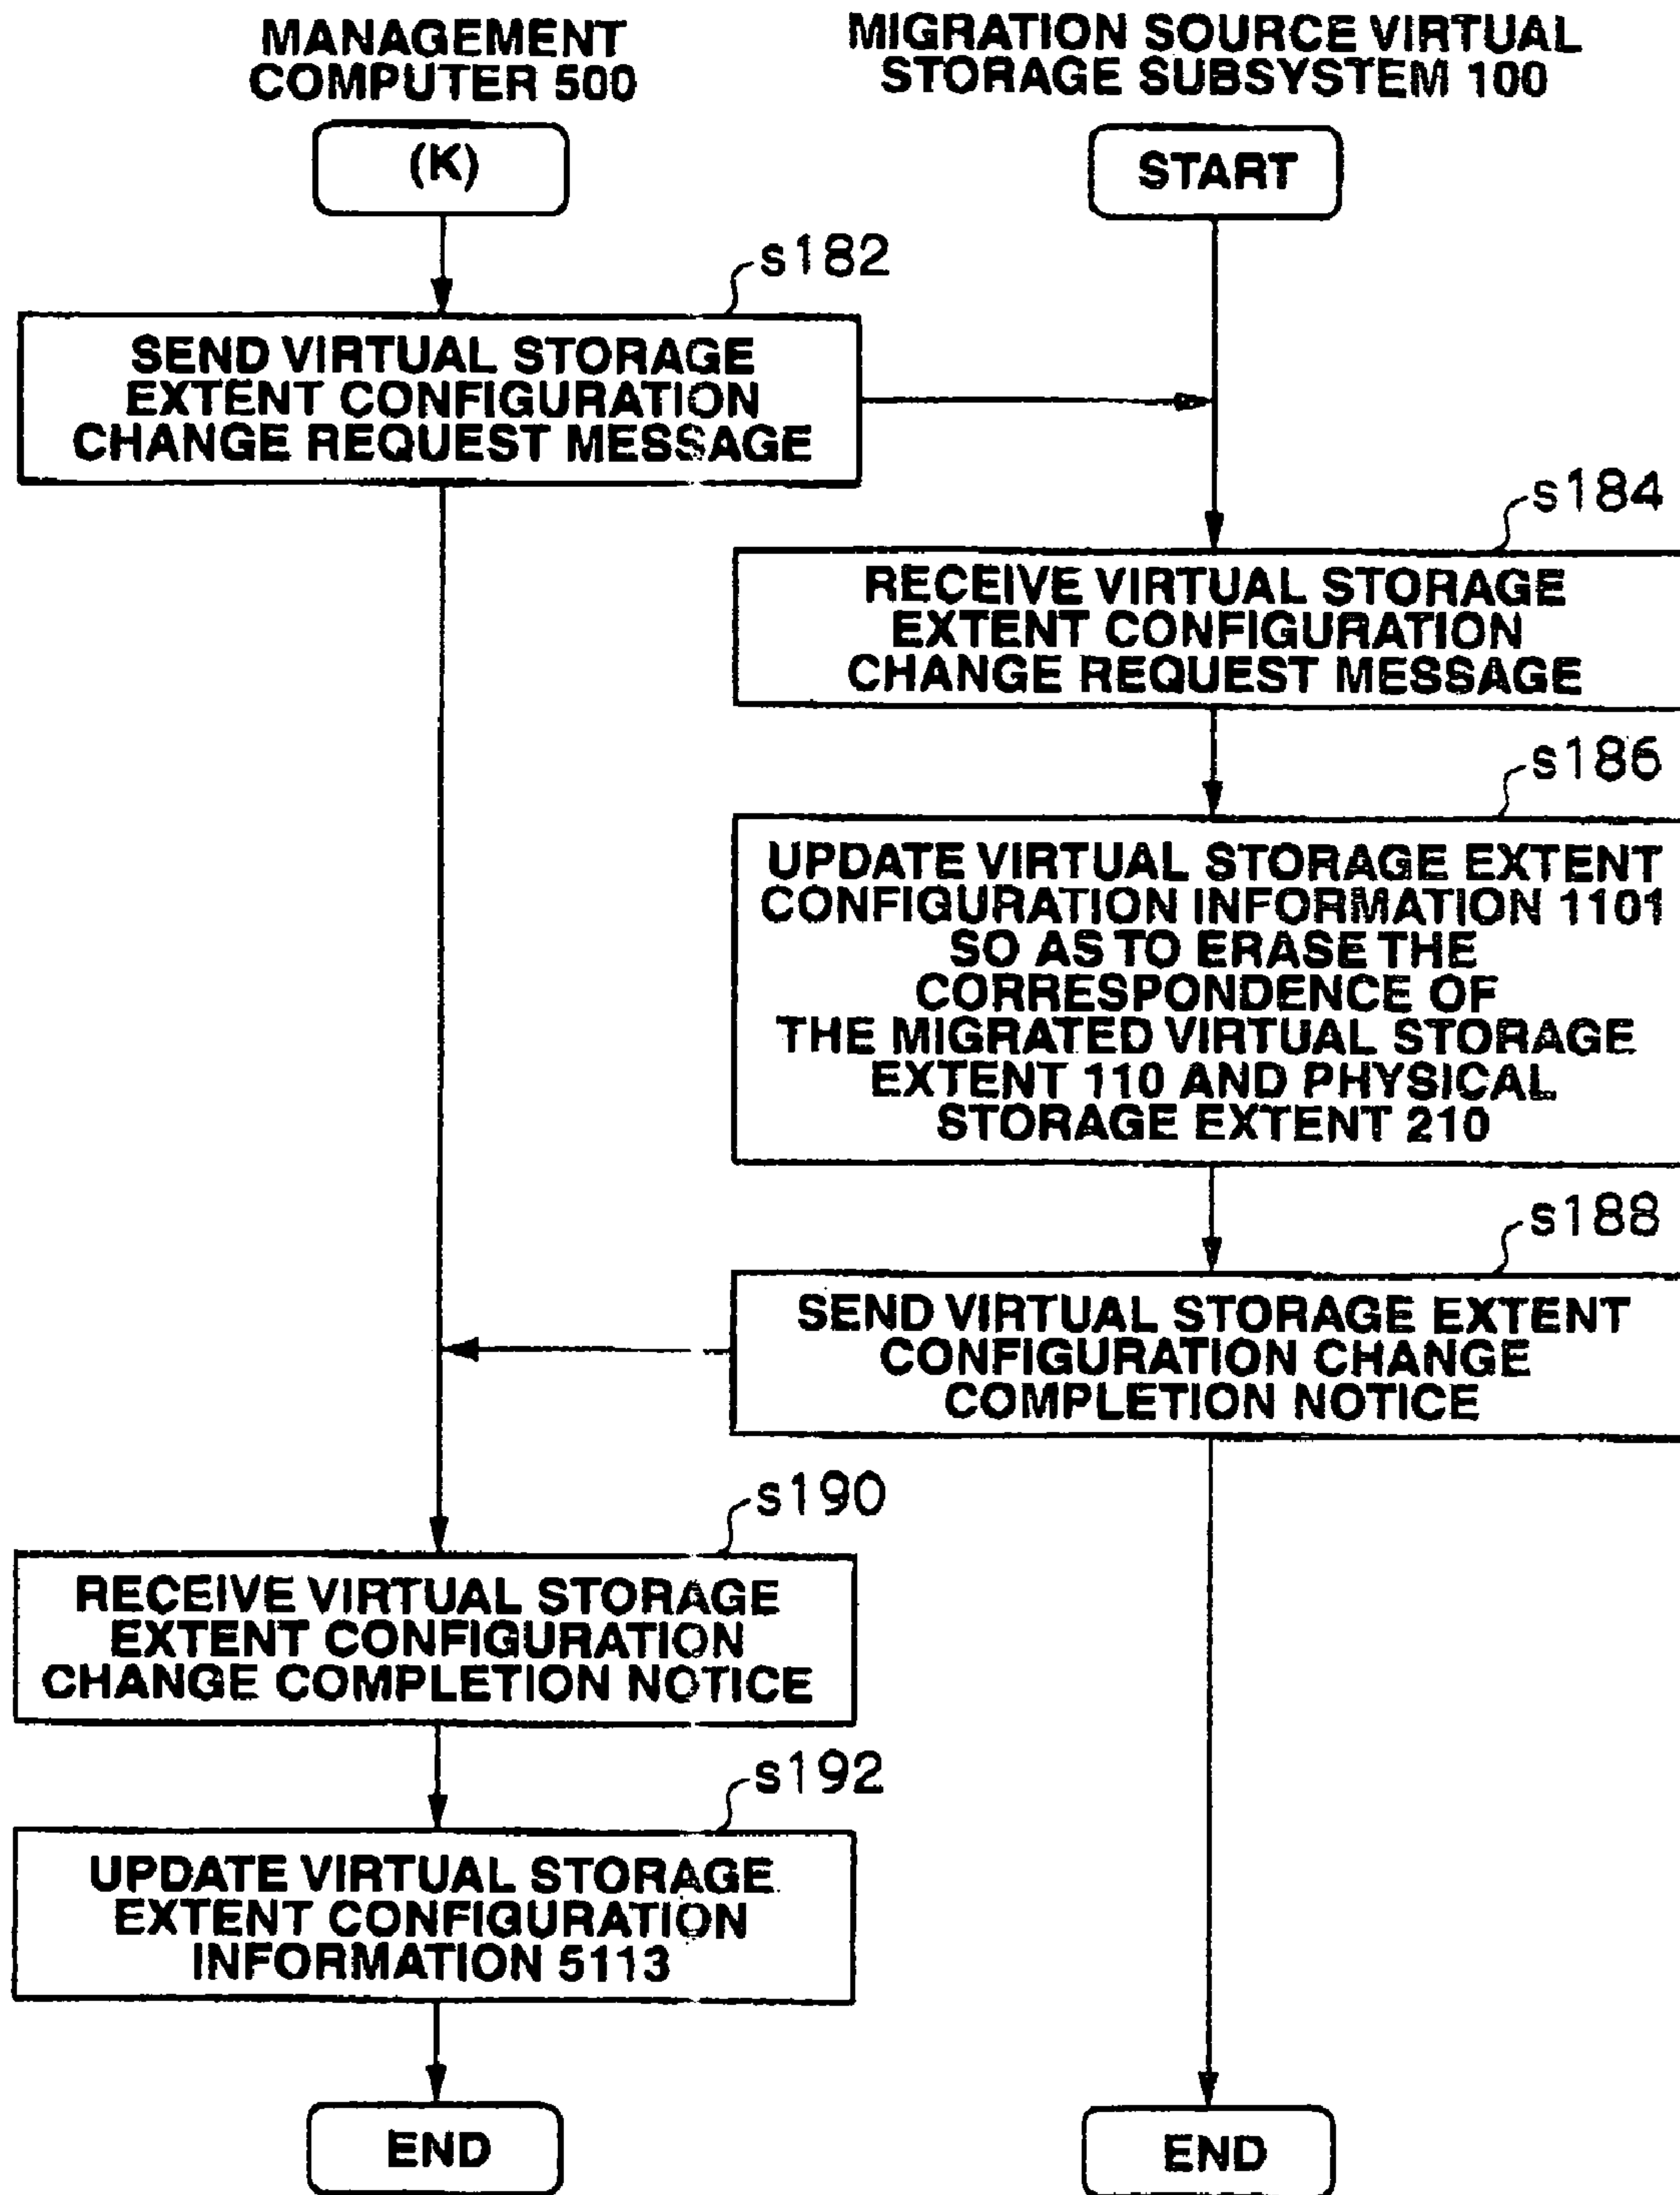 MANAGEMENT
COMPUTER 500
MIGRATION SOURCE VIRTUAL
STORAGE SUBSYSTEM 100
(K)
START
s182
SEND VIRTUAL STORAGE
EXTENT CONFIGURATION
CHANGE REQUEST MESSAGE
s184
RECEIVE VIRTUAL STORAGE
EXTENT CONFIGURATION
CHANGE REQUEST MESSAGE
s186
UPDATE VIRTUAL STORAGE EXTENT
CONFIGURATION INFORMATION 1101
SO AS TO ERASE THE
CORRESPONDENCE OF
THE MIGRATED VIRTUAL STORAGE
EXTENT 110 AND PHYSICAL
STORAGE EXTENT 210
s188
SEND VIRTUAL STORAGE EXTENT
CONFIGURATION CHANGE
COMPLETION NOTICE
s190
RECEIVE VIRTUAL STORAGE
EXTENT CONFIGURATION
CHANGE COMPLETION NOTICE
s192
UPDATE VIRTUAL STORAGE
EXTENT CONFIGURATION
INFORMATION 5113
END
END